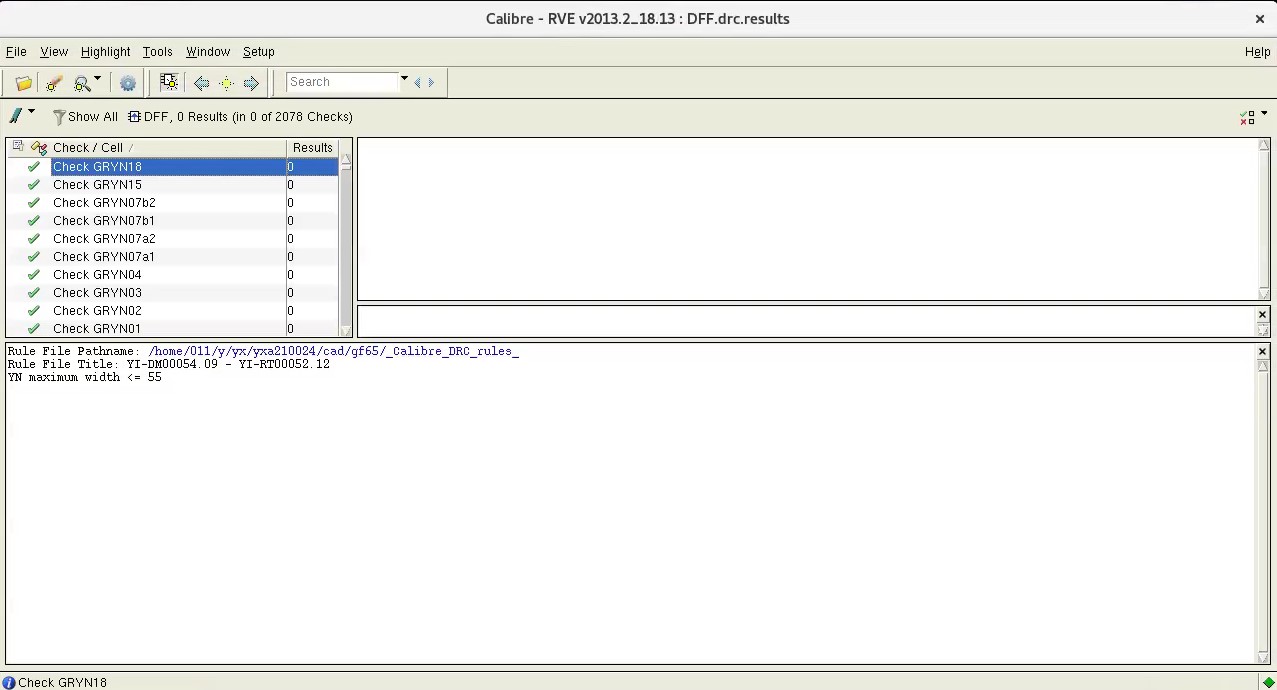 Calibre - RVE v2013.2_18.13 : DFF.drc.results
File View Highlight Tools Window Setup Help
Search
Show All DFF, 0 Results (in 0 of 2078 Checks)
Check / Cell Results
Check GRYN18 0
Check GRYN15 0
Check GRYN07b2 0
Check GRYN07b1 0
Check GRYN07a2 0
Check GRYN07a1 0
Check GRYN04 0
Check GRYN03 0
Check GRYN02 0
Check GRYN01 0
Rule File Pathname: /home/011/y/yx/yxa210024/cad/gf65/_Calibre_DRC_rules_
Rule File Title: YI-DM00054.09 - YI-RT00052.12
YN maximum width <= 55
Check GRYN18